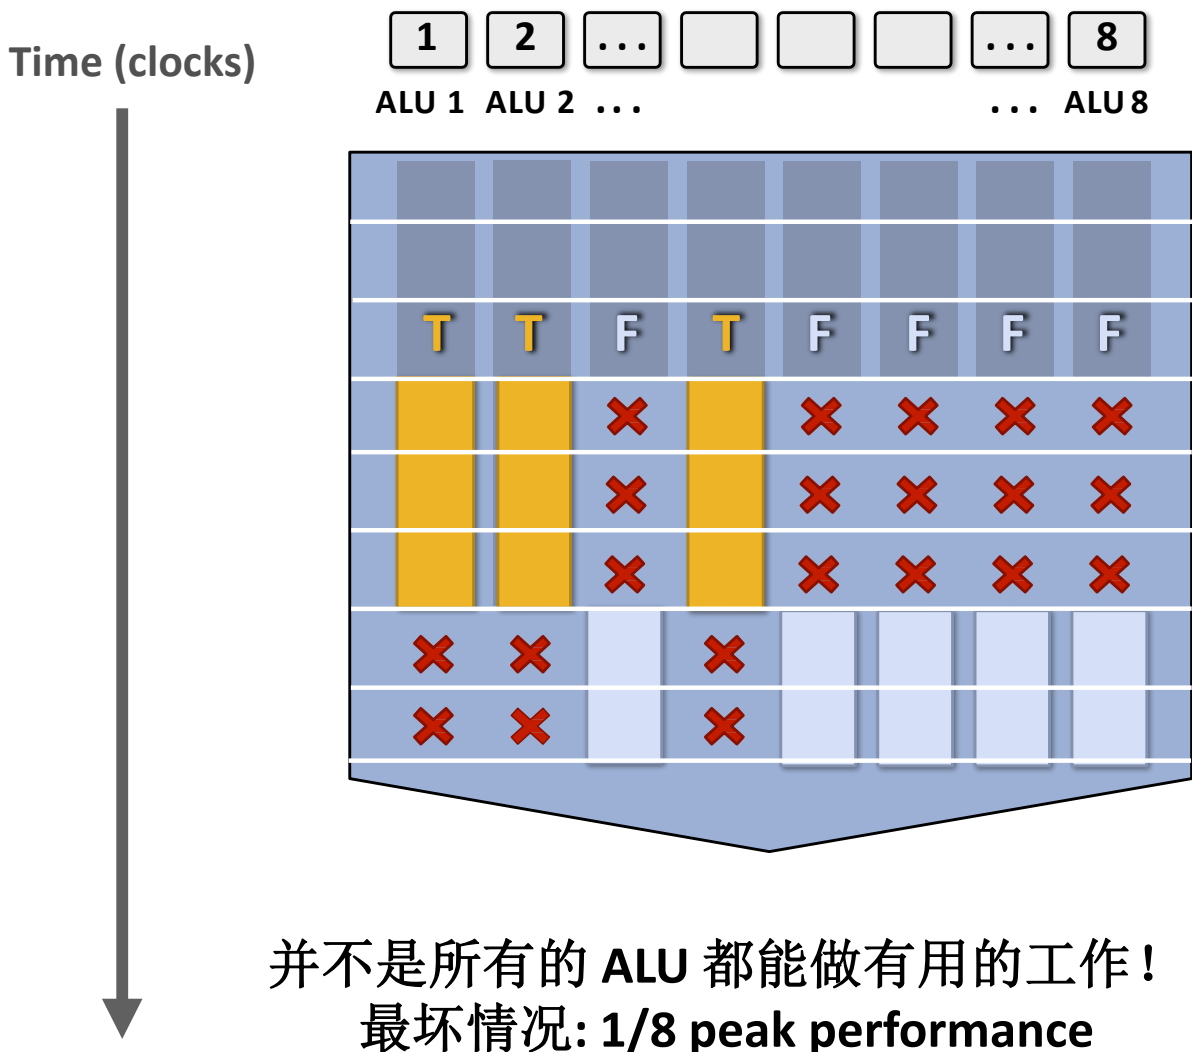 1 2 ... ... 8
Time (clocks)
ALU 1 ALU 2 ... ... ALU 8
T T F T F F F F
并不是所有的 ALU 都能做有用的工作！
最坏情况: 1/8 peak performance